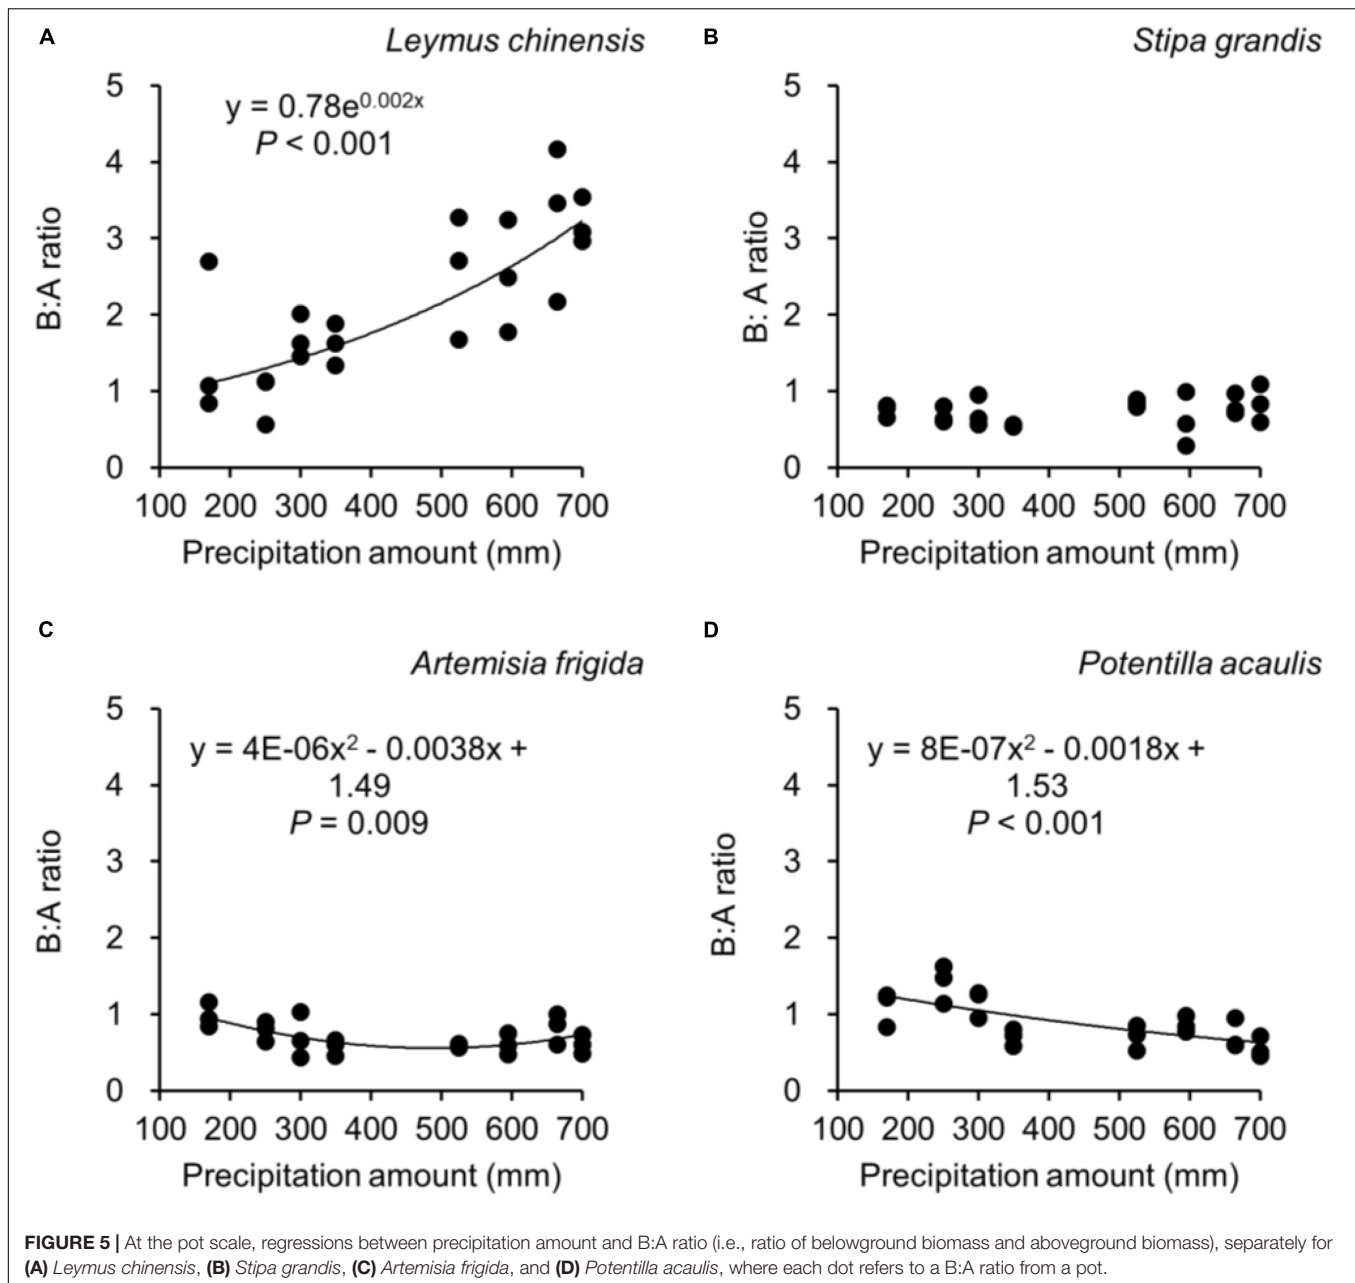 A
Leymus chinensis
y = 0.78e^0.002x
P < 0.001
5
4
3
2
1
0
B:A ratio
100 200 300 400 500 600 700
Precipitation amount (mm)
B
Stipa grandis
5
4
3
2
1
0
B: A ratio
100 200 300 400 500 600 700
Precipitation amount (mm)
C
Artemisia frigida
y = 4E-06x² - 0.0038x +
1.49
P = 0.009
5
4
3
2
1
0
B:A ratio
100 200 300 400 500 600 700
Precipitation amount (mm)
D
Potentilla acaulis
y = 8E-07x² - 0.0018x +
1.53
P < 0.001
5
4
3
2
1
0
B:A ratio
100 200 300 400 500 600 700
Precipitation amount (mm)
FIGURE 5 | At the pot scale, regressions between precipitation amount and B:A ratio (i.e., ratio of belowground biomass and aboveground biomass), separately for
(A) Leymus chinensis, (B) Stipa grandis, (C) Artemisia frigida, and (D) Potentilla acaulis, where each dot refers to a B:A ratio from a pot.